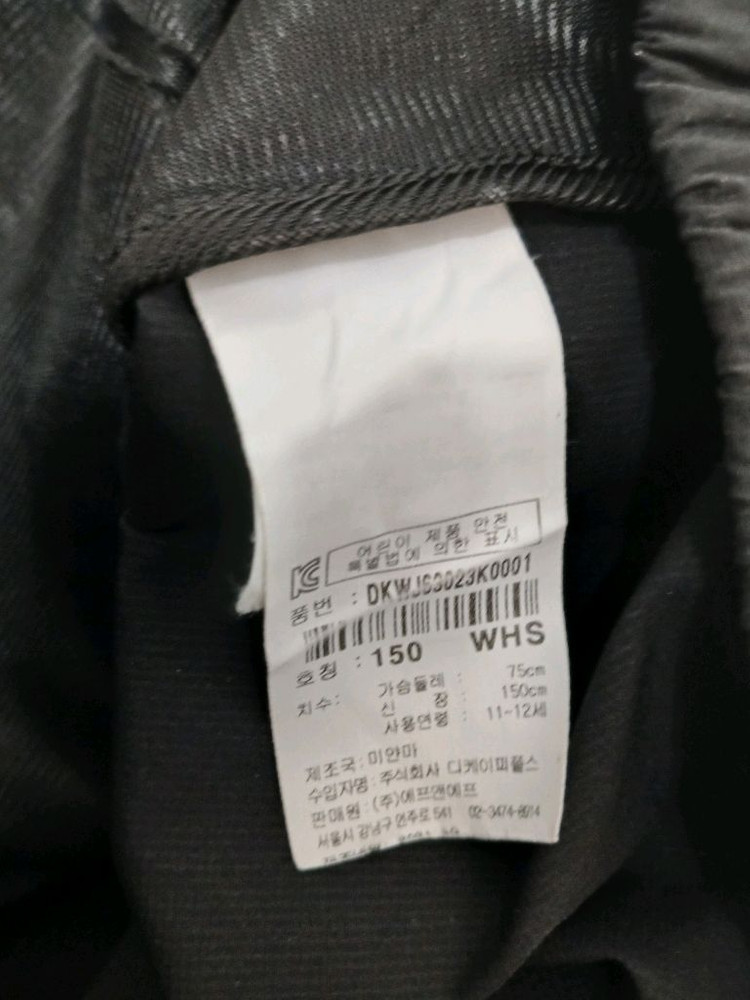 어린이 제품 안전
특별법에 의한 표시
품번 : DKWJ63023K0001
WHS
호칭 : 150
치수: 가슴둘레 : 75cm
신 장 : 150cm
사용연령 : 11~12세
제조국: 미얀마
수입자명: 주식회사 디케이피플스
판매원 : (주)에프앤에프
서울시 강남구 언주로 541 02-3474-8014